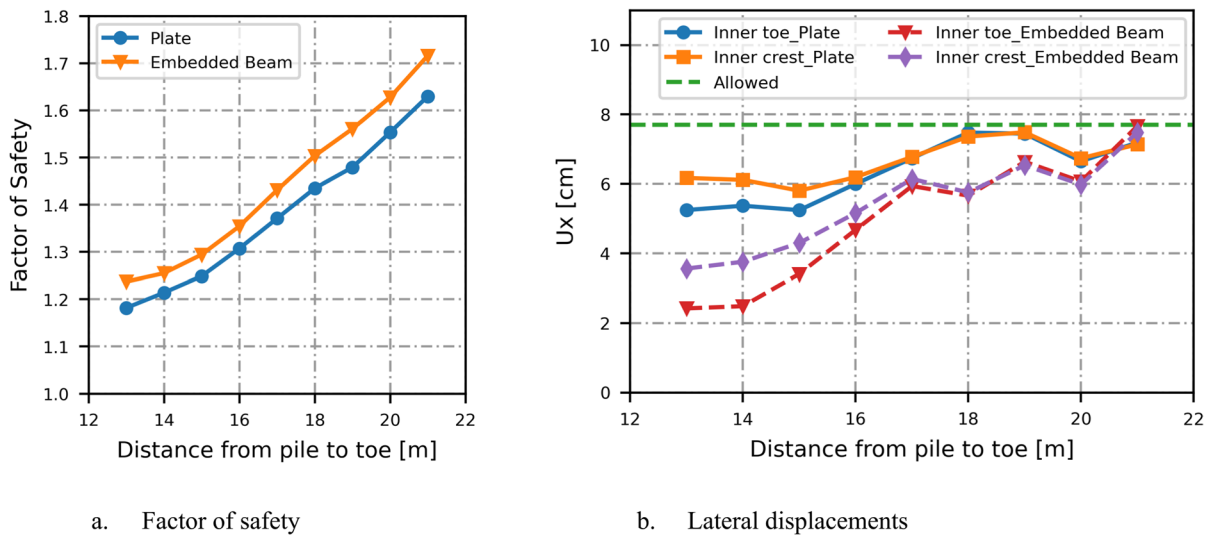 1.8
1.7
1.6
1.5
1.4
1.3
1.2
1.1
1.0
Factor of Safety
Plate
Embedded Beam
12 14 16 18 20 22
Distance from pile to toe [m]
a. Factor of safety
10
8
6
4
2
0
Ux [cm]
Inner toe_Plate
Inner crest_Plate
Allowed
Inner toe_Embedded Beam
Inner crest_Embedded Beam
12 14 16 18 20 22
Distance from pile to toe [m]
b. Lateral displacements